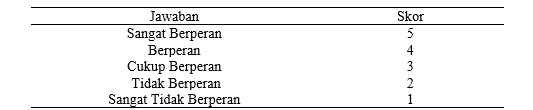 Jawaban Skor
Sangat Berperan 5
Berperan 4
Cukup Berperan 3
Tidak Berperan 2
Sangat Tidak Berperan 1